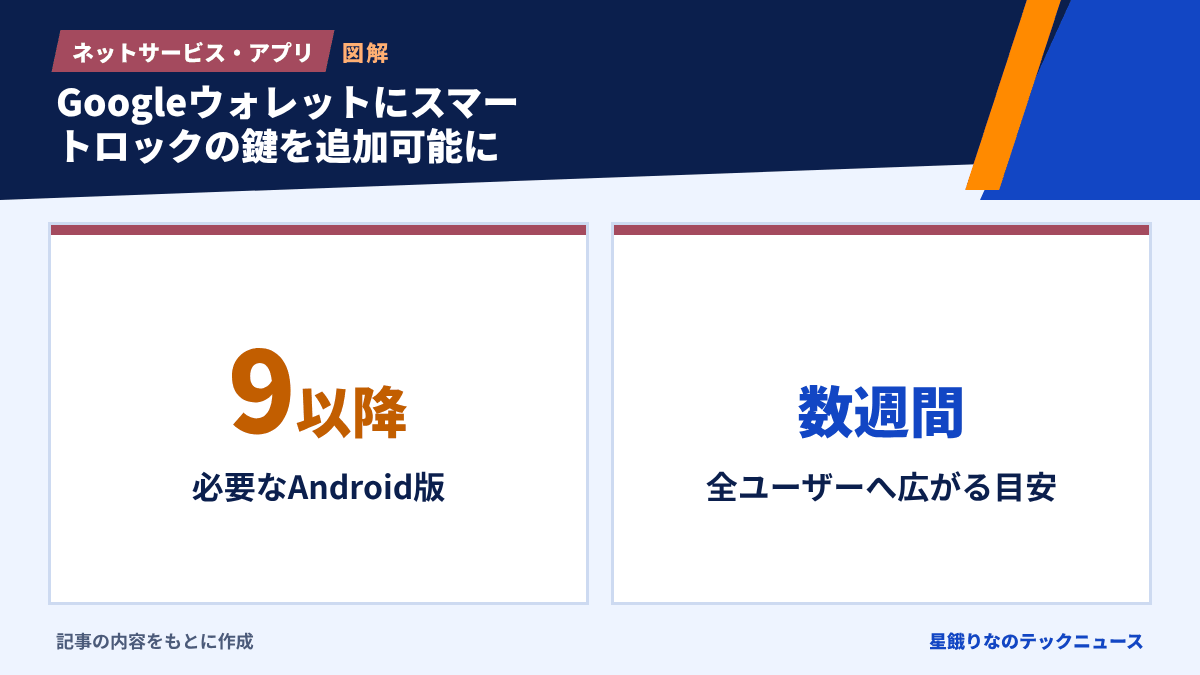 ネットサービス・アプリ 図解
Googleウォレットにスマー
トロックの鍵を追加可能に
9以降
必要なAndroid版
数週間
全ユーザーへ広がる目安
記事の内容をもとに作成
星餓りなのテックニュース